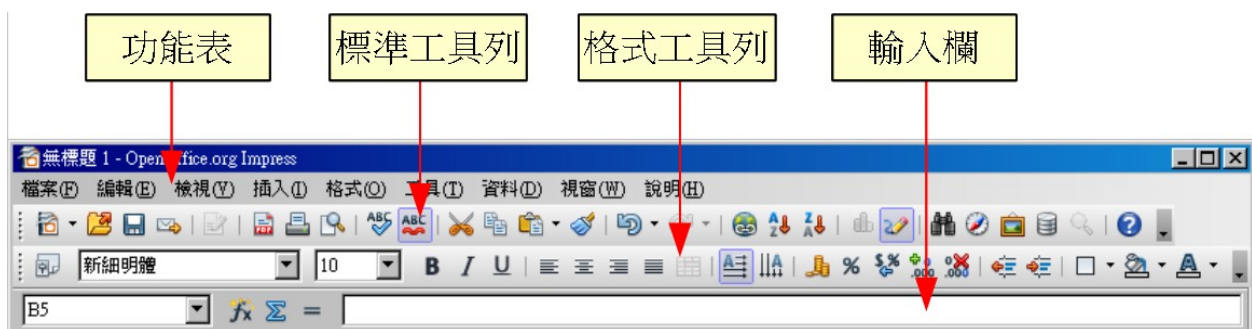 功能表 標準工具列 格式工具列 輸入欄
無標題 1 - OpenOffice.org Impress
檔案(F) 編輯(E) 檢視(V) 插入(I) 格式(O) 工具(T) 資料(D) 視窗(W) 說明(H)
新細明體 10 B I U
B5